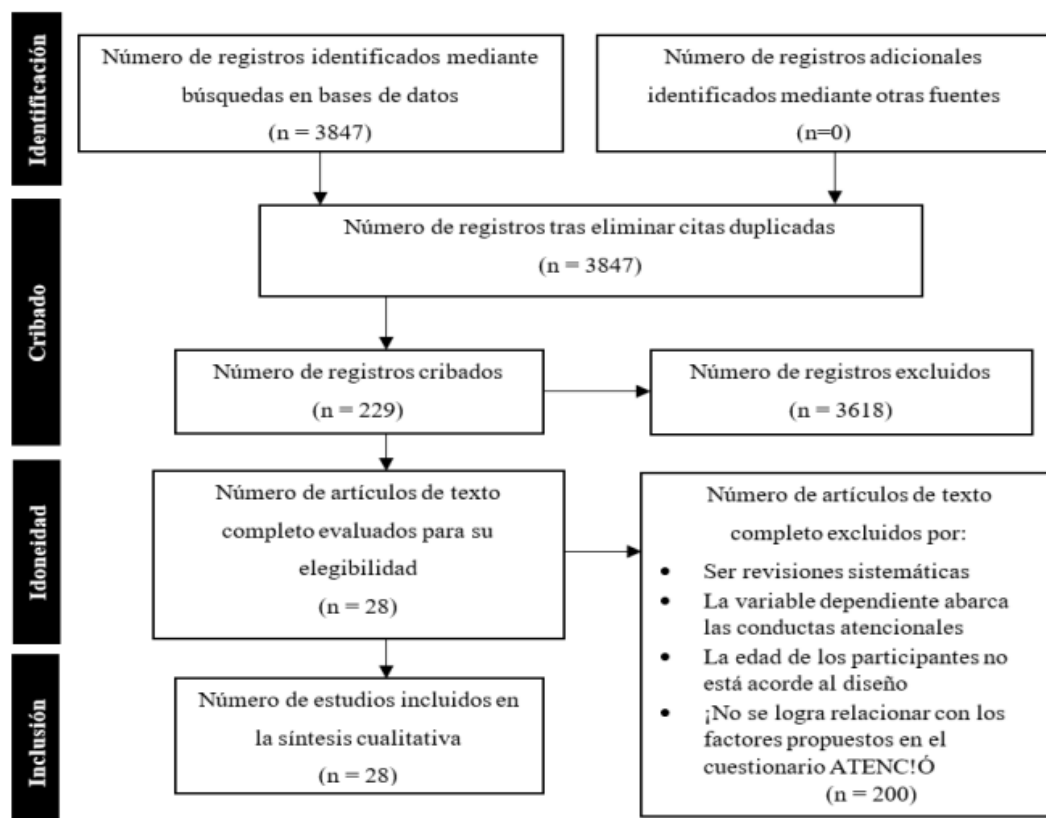 Identificación
Número de registros identificados mediante
búsquedas en bases de datos
(n = 3847)
Número de registros adicionales
identificados mediante otras fuentes
(n=0)
Cribado
Número de registros tras eliminar citas duplicadas
(n = 3847)
Número de registros cribados
(n = 229)
Número de registros excluidos
(n = 3618)
Idoneidad
Número de artículos de texto
completo evaluados para su
elegibilidad
(n = 28)
Número de artículos de texto
completo excluidos por:
• Ser revisiones sistemáticas
• La variable dependiente abarca
las conductas atencionales
• La edad de los participantes no
está acorde al diseño
• ¡No se logra relacionar con los
factores propuestos en el
cuestionario ATENC!Ó
(n = 200)
Inclusión
Número de estudios incluidos en
la síntesis cualitativa
(n = 28)